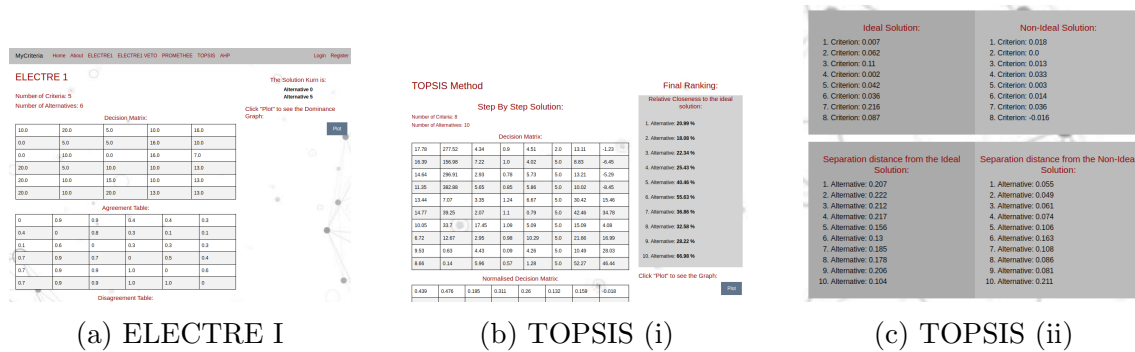 MyCriteria Home About ELECTRE1 ELECTRE1 VETO PROMETHEE TOPSIS AHP Login Register
ELECTRE 1
Number of Criteria: 5
Number of Alternatives: 6
The Solution Kurn is:
Alternative 0
Alternative 5
Click "Plot" to see the Dominance
Graph:
Plot
Decision Matrix:
10.0 20.0 5.0 10.0 16.0
0.0 5.0 5.0 16.0 10.0
0.0 10.0 0.0 16.0 7.0
20.0 5.0 10.0 10.0 13.0
20.0 10.0 15.0 10.0 13.0
20.0 10.0 20.0 13.0 13.0
Agreement Table:
0 0.9 0.9 0.4 0.4 0.3
0.4 0 0.8 0.3 0.1 0.1
0.1 0.6 0 0.3 0.3 0.3
0.7 0.9 0.7 0 0.5 0.4
0.7 0.9 0.9 1.0 0 0.6
0.7 0.9 0.9 1.0 1.0 0
Disagreement Table:
(a) ELECTRE I
TOPSIS Method
Step By Step Solution:
Number of Criteria: 8
Number of Alternatives: 10
Decision Matrix:
17.78 277.52 4.34 0.9 4.51 2.0 13.11 -1.23
16.39 156.98 7.22 1.0 4.02 5.0 8.83 -6.45
14.64 296.91 2.93 0.76 5.73 5.0 13.21 -5.29
11.35 382.88 5.65 0.85 5.86 5.0 10.02 -8.45
13.44 7.07 3.35 1.24 6.67 5.0 30.42 15.46
14.77 39.25 2.07 1.1 0.79 5.0 42.46 34.78
10.05 33.7 17.45 1.09 5.09 5.0 15.09 4.08
6.72 12.67 2.95 0.98 10.29 5.0 21.66 16.99
9.53 0.63 4.43 0.09 4.26 5.0 10.49 28.03
8.66 0.14 5.96 0.57 1.28 5.0 52.27 46.44
Normalised Decision Matrix:
0.439 0.476 0.195 0.311 0.26 0.132 0.159 -0.018
Final Ranking:
Relative Closeness to the ideal
solution:
1. Alternative: 20.99 %
2. Alternative: 18.08 %
3. Alternative: 22.34 %
4. Alternative: 25.43 %
5. Alternative: 40.46 %
6. Alternative: 55.63 %
7. Alternative: 36.86 %
8. Alternative: 32.58 %
9. Alternative: 28.22 %
10. Alternative: 66.98 %
Click "Plot" to see the Graph:
Plot
(b) TOPSIS (i)
Ideal Solution:
1. Criterion: 0.007
2. Criterion: 0.062
3. Criterion: 0.11
4. Criterion: 0.002
5. Criterion: 0.042
6. Criterion: 0.036
7. Criterion: 0.216
8. Criterion: 0.087
Non-Ideal Solution:
1. Criterion: 0.018
2. Criterion: 0.0
3. Criterion: 0.013
4. Criterion: 0.033
5. Criterion: 0.003
6. Criterion: 0.014
7. Criterion: 0.036
8. Criterion: -0.016
Separation distance from the Ideal
Solution:
1. Alternative: 0.207
2. Alternative: 0.222
3. Alternative: 0.212
4. Alternative: 0.217
5. Alternative: 0.156
6. Alternative: 0.13
7. Alternative: 0.185
8. Alternative: 0.178
9. Alternative: 0.206
10. Alternative: 0.104
Separation distance from the Non-Ideal
Solution:
1. Alternative: 0.055
2. Alternative: 0.049
3. Alternative: 0.061
4. Alternative: 0.074
5. Alternative: 0.106
6. Alternative: 0.163
7. Alternative: 0.108
8. Alternative: 0.086
9. Alternative: 0.081
10. Alternative: 0.211
(c) TOPSIS (ii)